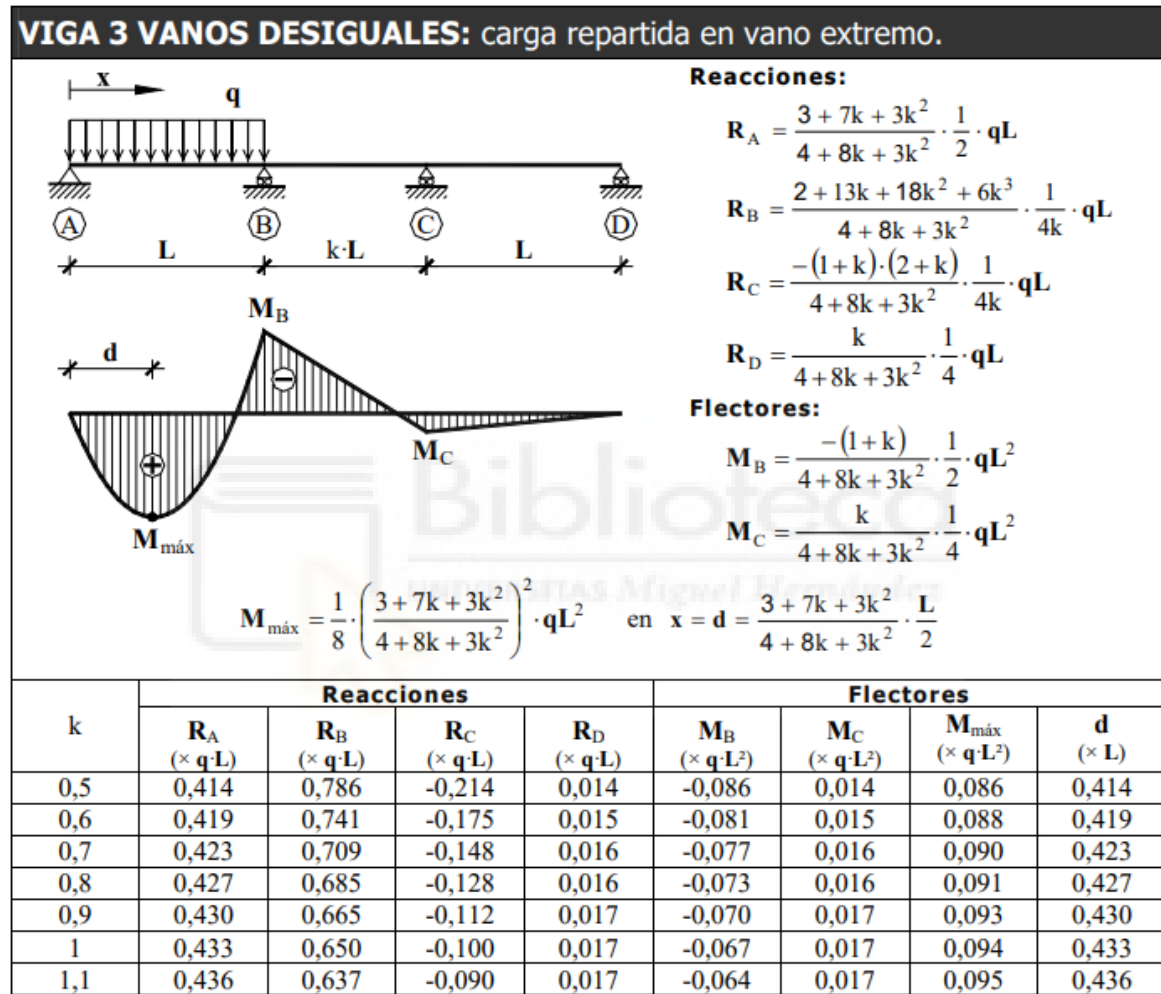 VIGA 3 VANOS DESIGUALES: carga repartida en vano extremo.
x
q
A B C D
L k·L L
M_B
d
M_C
M_máx
Reacciones:
R_A = (3 + 7k + 3k²)/(4 + 8k + 3k²) · 1/2 · qL
R_B = (2 + 13k + 18k² + 6k³)/(4 + 8k + 3k²) · 1/4k · qL
R_C = (-(1+k)·(2+k))/(4+8k+3k²) · 1/4k · qL
R_D = k/(4+8k+3k²) · 1/4 · qL
Flectores:
M_B = (-(1+k))/(4+8k+3k²) · 1/2 · qL²
M_C = k/(4+8k+3k²) · 1/4 · qL²
M_máx = 1/8 · ((3+7k+3k²)/(4+8k+3k²))² · qL² en x = d = (3 + 7k + 3k²)/(4 + 8k + 3k²) · L/2
Biblioteca
UNIVERSITAS Miguel Hernández
Reacciones Flectores
k R_A (× q·L) R_B (× q·L) R_C (× q·L) R_D (× q·L) M_B (× q·L²) M_C (× q·L²) M_máx (× q·L²) d (× L)
0,5 0,414 0,786 -0,214 0,014 -0,086 0,014 0,086 0,414
0,6 0,419 0,741 -0,175 0,015 -0,081 0,015 0,088 0,419
0,7 0,423 0,709 -0,148 0,016 -0,077 0,016 0,090 0,423
0,8 0,427 0,685 -0,128 0,016 -0,073 0,016 0,091 0,427
0,9 0,430 0,665 -0,112 0,017 -0,070 0,017 0,093 0,430
1 0,433 0,650 -0,100 0,017 -0,067 0,017 0,094 0,433
1,1 0,436 0,637 -0,090 0,017 -0,064 0,017 0,095 0,436